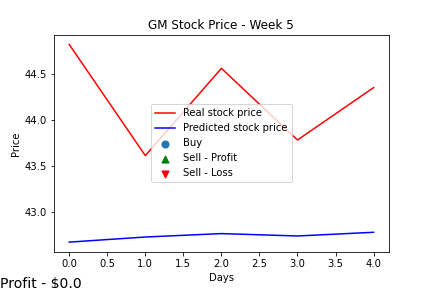 GM Stock Price - Week 5
Price
44.5
44.0
43.5
43.0
Real stock price
Predicted stock price
Buy
Sell - Profit
Sell - Loss
0.0 0.5 1.0 1.5 2.0 2.5 3.0 3.5 4.0
Days
Profit - $0.0